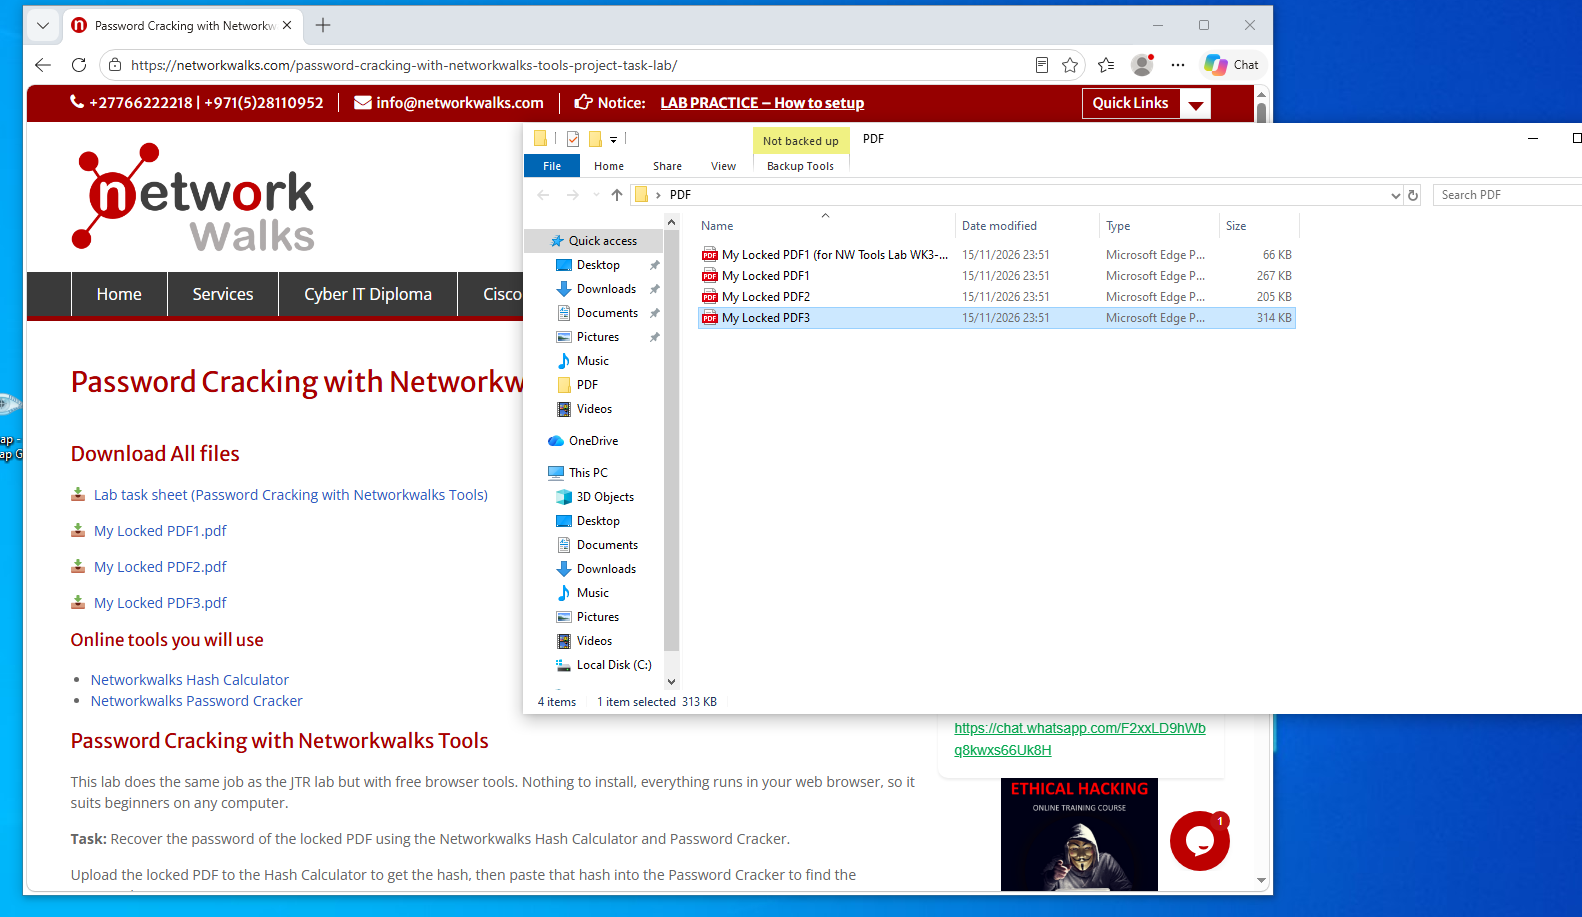 Password Cracking with Networkw
https://networkwalks.com/password-cracking-with-networkwalks-tools-project-task-lab/
Chat
+27766222218 | +971(5)28110952
info@networkwalks.com
Notice: LAB PRACTICE – How to setup
Quick Links
network
Walks
Home
Services
Cyber IT Diploma
Cisco
Password Cracking with Networkw
Download All files
Lab task sheet (Password Cracking with Networkwalks Tools)
My Locked PDF1.pdf
My Locked PDF2.pdf
My Locked PDF3.pdf
Online tools you will use
Networkwalks Hash Calculator
Networkwalks Password Cracker
Password Cracking with Networkwalks Tools
This lab does the same job as the JTR lab but with free browser tools. Nothing to install, everything runs in your web browser, so it
suits beginners on any computer.
Task: Recover the password of the locked PDF using the Networkwalks Hash Calculator and Password Cracker.
Upload the locked PDF to the Hash Calculator to get the hash, then paste that hash into the Password Cracker to find the
https://chat.whatsapp.com/F2xxLD9hWb
q8kwxs66Uk8H
ETHICAL HACKING
ONLINE TRAINING COURSE
1
ap -
ap G
Not backed up
PDF
File
Home
Share
View
Backup Tools
PDF
Search PDF
Quick access
Desktop
Downloads
Documents
Pictures
Music
PDF
Videos
OneDrive
This PC
3D Objects
Desktop
Documents
Downloads
Music
Pictures
Videos
Local Disk (C:)
Name Date modified Type Size
My Locked PDF1 (for NW Tools Lab WK3-... 15/11/2026 23:51 Microsoft Edge P... 66 KB
My Locked PDF1 15/11/2026 23:51 Microsoft Edge P... 267 KB
My Locked PDF2 15/11/2026 23:51 Microsoft Edge P... 205 KB
My Locked PDF3 15/11/2026 23:51 Microsoft Edge P... 314 KB
4 items 1 item selected 313 KB